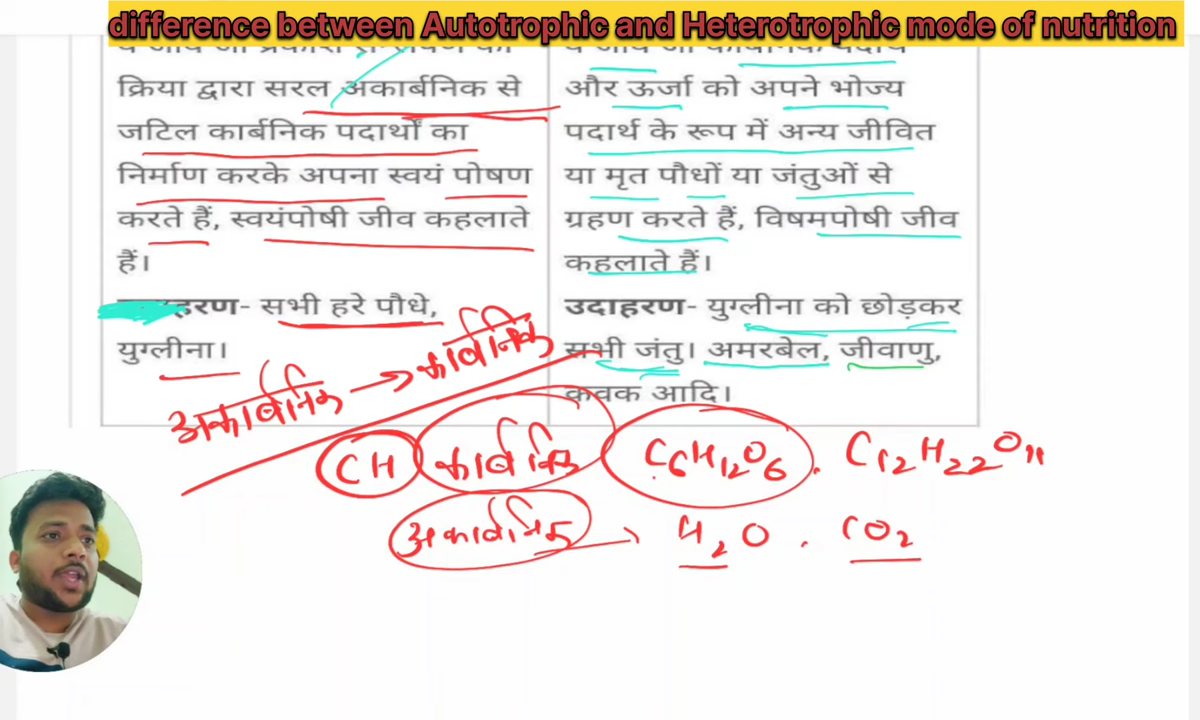 difference between Autotrophic and Heterotrophic mode of nutrition
क्रिया द्वारा सरल अकार्बनिक से
जटिल कार्बनिक पदार्थों का
निर्माण करके अपना स्वयं पोषण
करते हैं, स्वयंपोषी जीव कहलाते
हैं।
सभी हरे पौधे,
युग्लीना।
वे जीव जो कार्बनिक पदार्थ
और ऊर्जा को अपने भोज्य
पदार्थ के रूप में अन्य जीवित
या मृत पौधों या जंतुओं से
ग्रहण करते हैं, विषमपोषी जीव
कहलाते हैं।
उदाहरण- युग्लीना को छोड़कर
सभी जंतु। अमरबेल, जीवाणु,
कवक आदि।
अकार्बनिक → कार्बनिक
CH कार्बनिक C6H12O6 . C12H22O11
अकार्बनिक → H2O . CO2